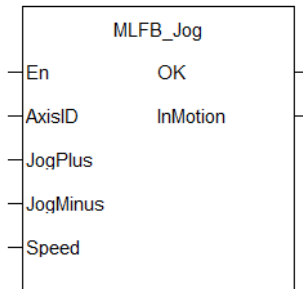 MLFB_Jog
En OK
AxisID InMotion
JogPlus
JogMinus
Speed